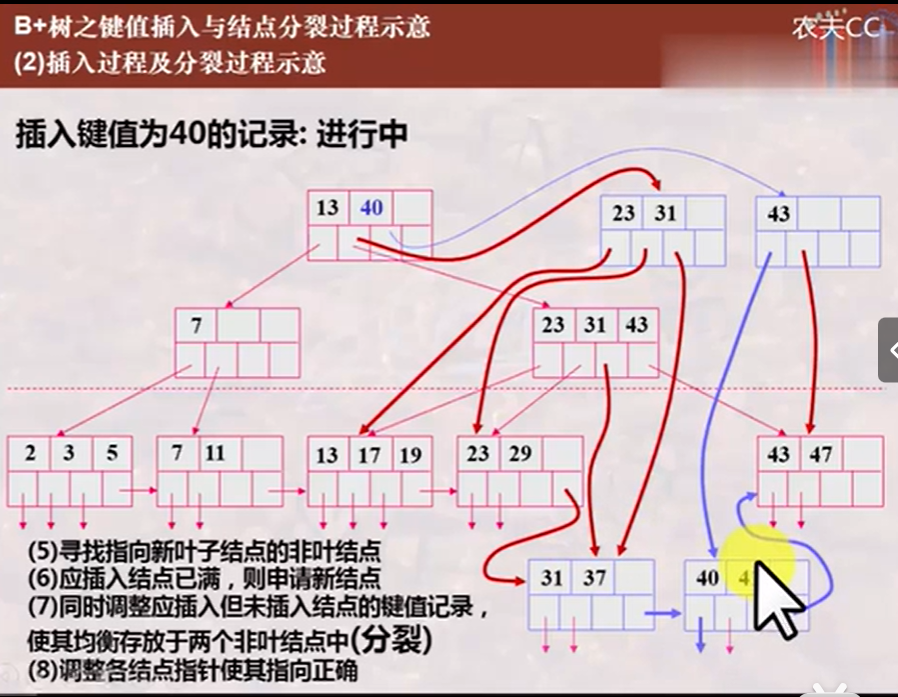 B+树之键值插入与结点分裂过程示意
农夫CC
(2)插入过程及分裂过程示意
插入键值为40的记录: 进行中
13 40
23 31
43
7
23 31 43
2 3 5
7 11
13 17 19
23 29
43 47
31 37
40
(5)寻找指向新叶子结点的非叶结点
(6)应插入结点已满，则申请新结点
(7)同时调整应插入但未插入结点的键值记录，
使其均衡存放于两个非叶结点中(分裂)
(8)调整各结点指针使其指向正确